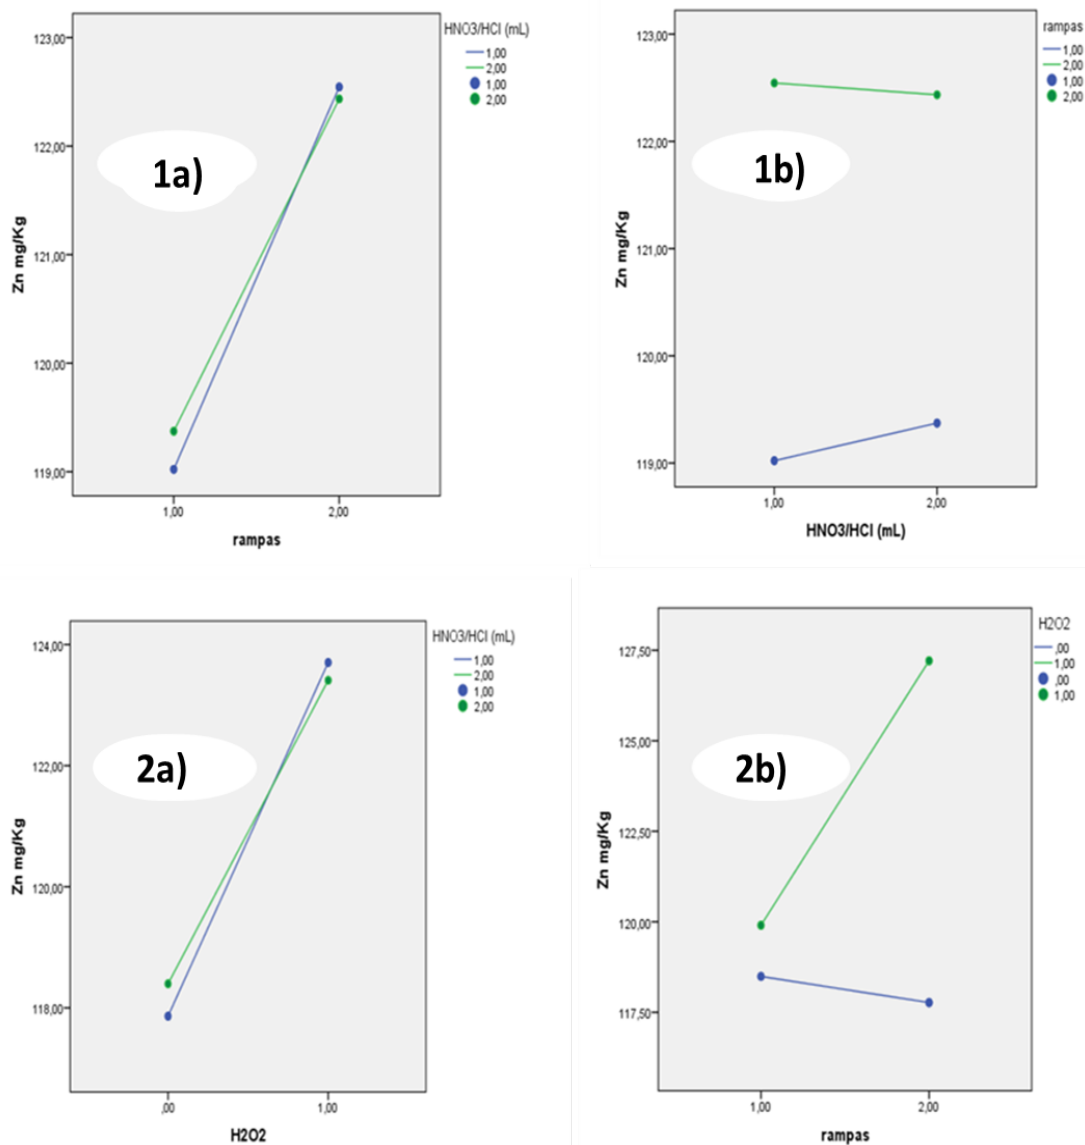 HNO3/HCl (mL)
1,00
2,00
1,00
2,00
123,00
122,00
121,00
120,00
119,00
Zn mg/Kg
1a)
1,00
2,00
rampas
rampas
1,00
2,00
1,00
2,00
123,00
122,00
121,00
120,00
119,00
Zn mg/Kg
1b)
1,00
2,00
HNO3/HCl (mL)
HNO3/HCl (mL)
1,00
2,00
1,00
2,00
124,00
122,00
120,00
118,00
Zn mg/Kg
2a)
,00
1,00
H2O2
H2O2
,00
1,00
,00
1,00
127,50
125,00
122,50
120,00
117,50
Zn mg/Kg
2b)
1,00
2,00
rampas